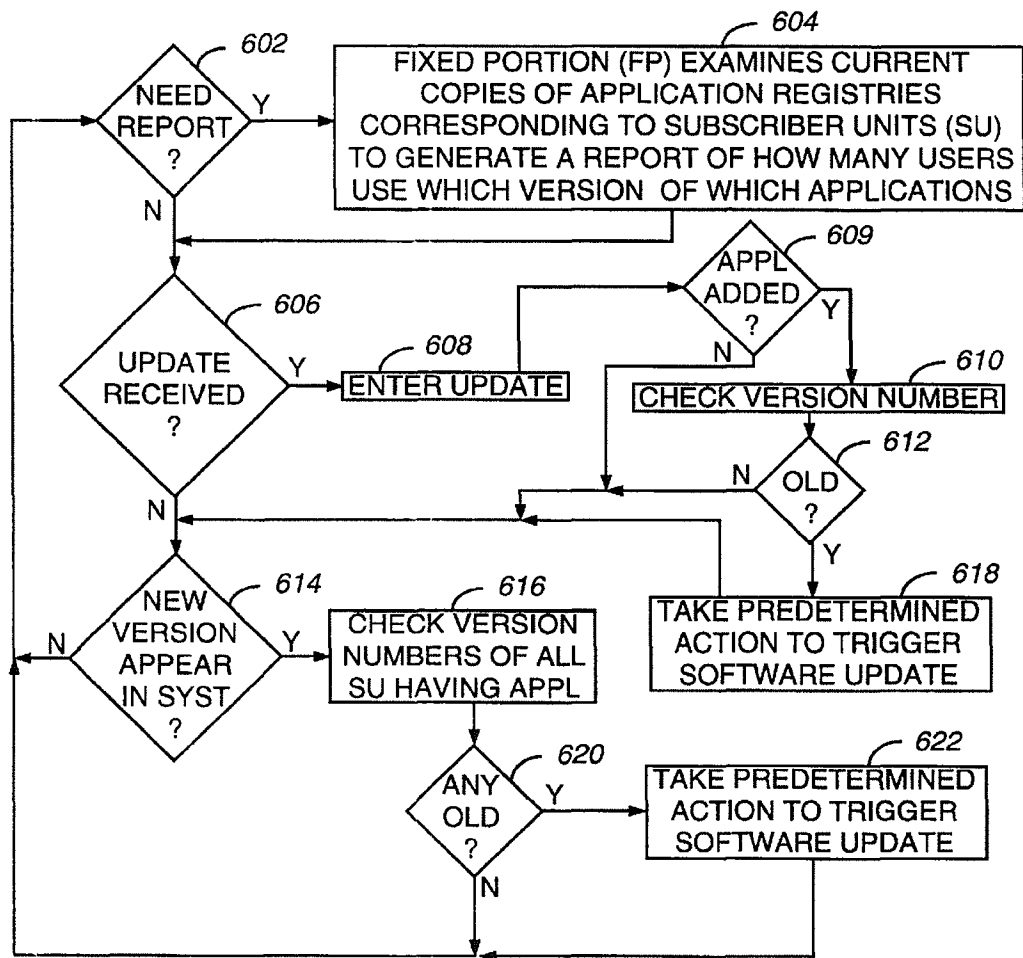 602
NEED
REPORT
?
Y
N
604
FIXED PORTION (FP) EXAMINES CURRENT
COPIES OF APPLICATION REGISTRIES
CORRESPONDING TO SUBSCRIBER UNITS (SU)
TO GENERATE A REPORT OF HOW MANY USERS
USE WHICH VERSION OF WHICH APPLICATIONS
606
UPDATE
RECEIVED
?
Y
N
608
ENTER UPDATE
609
APPL
ADDED
?
Y
N
610
CHECK VERSION NUMBER
612
OLD
?
N
Y
618
TAKE PREDETERMINED
ACTION TO TRIGGER
SOFTWARE UPDATE
614
NEW
VERSION
APPEAR
IN SYST
?
N
Y
616
CHECK VERSION
NUMBERS OF ALL
SU HAVING APPL
620
ANY
OLD
?
Y
N
622
TAKE PREDETERMINED
ACTION TO TRIGGER
SOFTWARE UPDATE